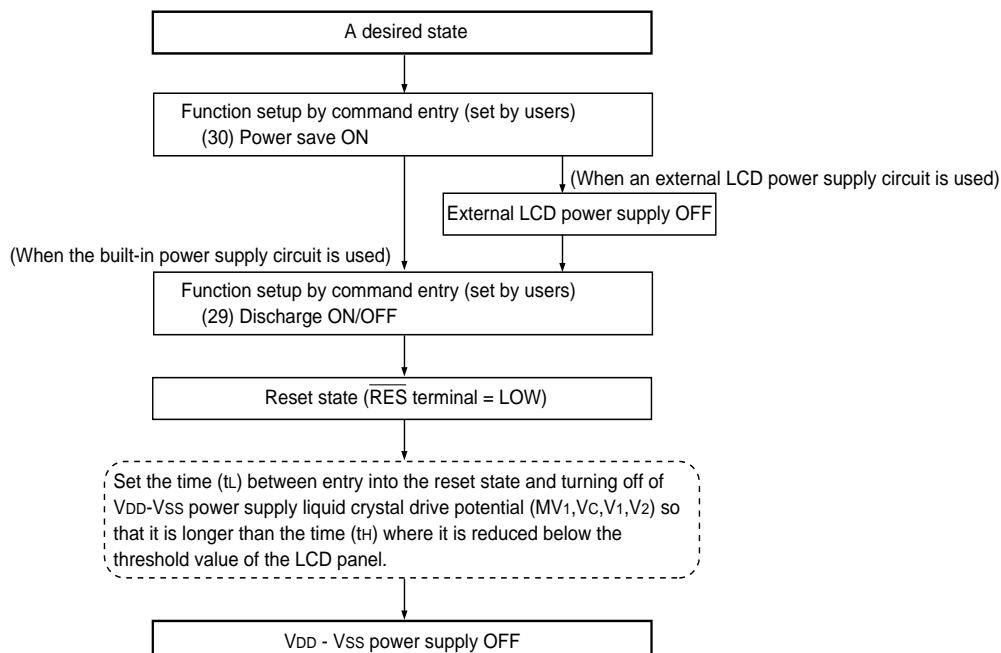 A desired state
Function setup by command entry (set by users)
(30) Power save ON
(When an external LCD power supply circuit is used)
External LCD power supply OFF
(When the built-in power supply circuit is used)
Function setup by command entry (set by users)
(29) Discharge ON/OFF
Reset state (R̅E̅S̅ terminal = LOW)
Set the time (tL) between entry into the reset state and turning off of
VDD-VSS power supply liquid crystal drive potential (MV1,VC,V1,V2) so
that it is longer than the time (tH) where it is reduced below the
threshold value of the LCD panel.
VDD - VSS power supply OFF